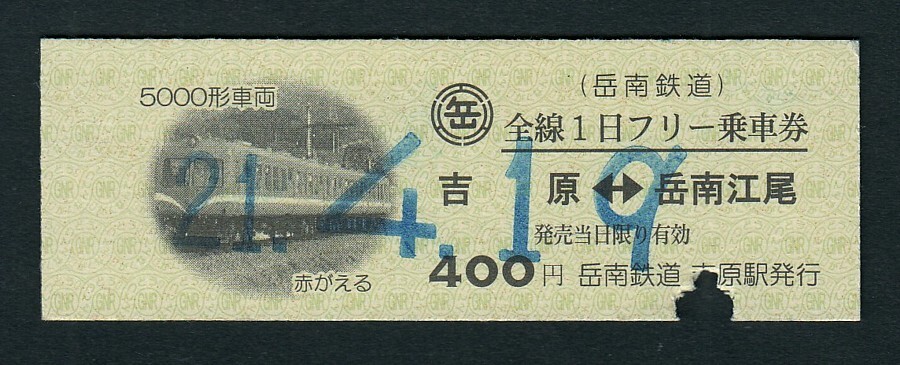 5000形車両
赤がえる
(岳南鉄道)
岳
全線1日フリー乗車券
吉原↔岳南江尾
発売当日限り有効
400円 岳南鉄道 吉原駅発行
21.4.19